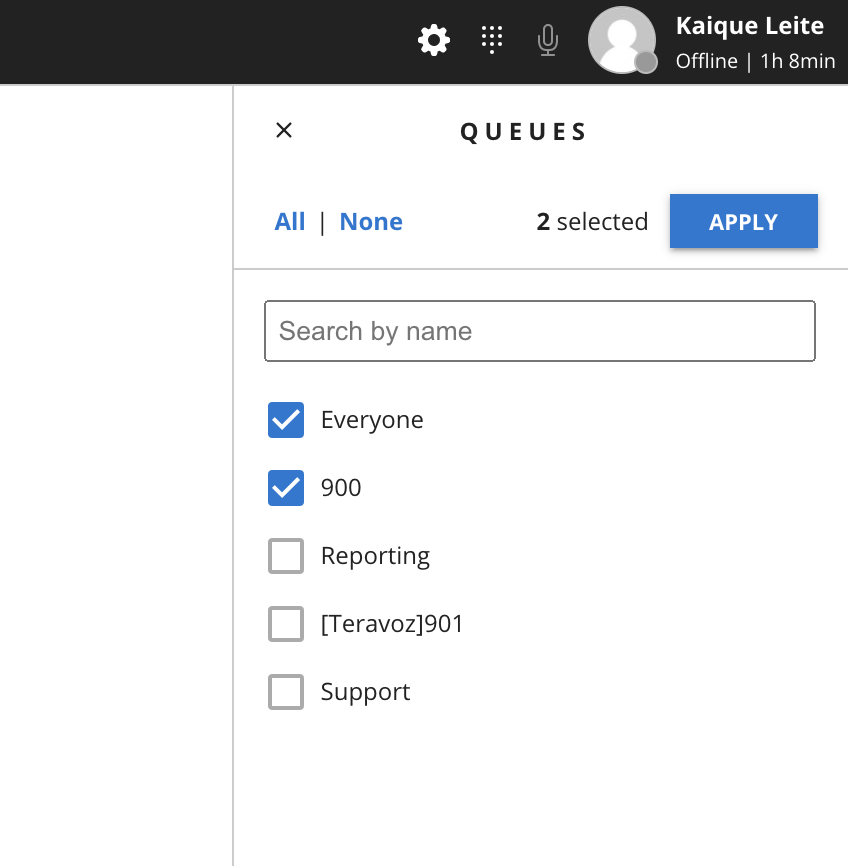 Kaique Leite
Offline | 1h 8min
QUEUES
All | None 2 selected APPLY
Search by name
Everyone
900
Reporting
[Teravoz]901
Support